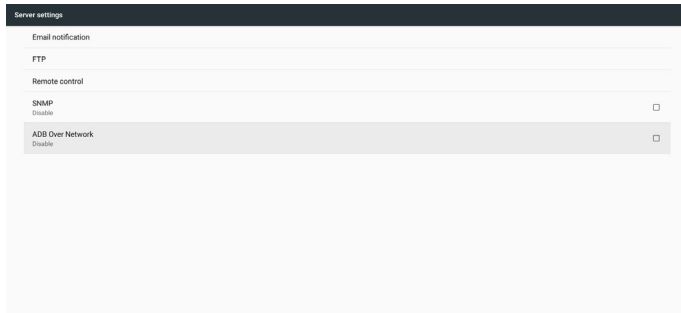 Server settings
Email notification
FTP
Remote control
SNMP
Disable
ADB Over Network
Disable